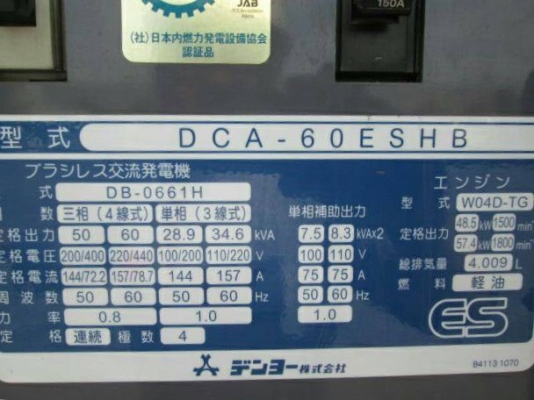 JAB
150A
(社)日本内燃力発電設備協会
認証品
型式 DCA-60ESHB
ブラシレス交流発電機
式 DB-0661H
数 三相(4線式) 単相(3線式) 単相補助出力
定格出力 50 60 28.9 34.6 kVA 7.5 8.3 kVA×2
定格電圧 200/400 220/440 100/200 110/220 V 100 110 V
定格電流 144/72.2 157/78.7 144 157 A 75 75 A
周波数 50 60 50 60 Hz 50 60 Hz
力率 0.8 1.0 1.0
定格 連続 極数 4
エンジン
型式 W04D-TG
定格出力 48.5 kW 1500 min⁻¹
57.4 kW 1800 min⁻¹
総排気量 4.009 L
燃料 軽油
ES
デンヨー株式会社
84113 1070